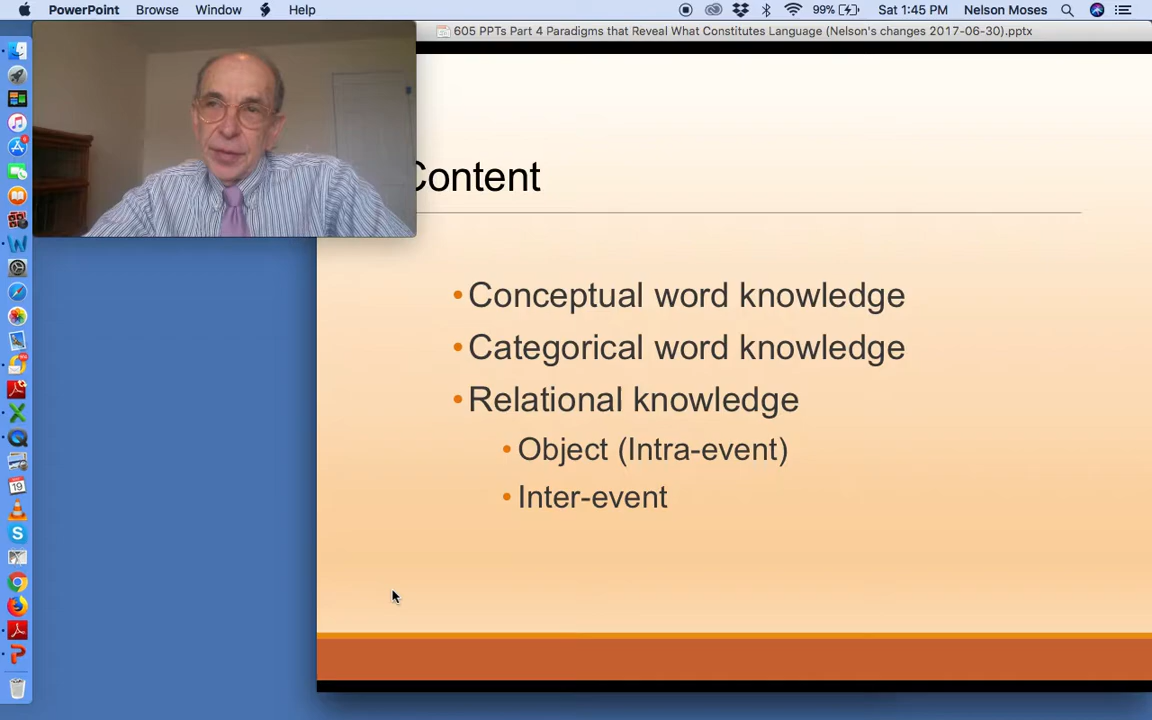 PowerPoint Browse Window Help 99% Sat 1:45 PM Nelson Moses
605 PPTs Part 4 Paradigms that Reveal What Constitutes Language (Nelson's changes 2017-06-30).pptx
Content
•Conceptual word knowledge
•Categorical word knowledge
•Relational knowledge
•Object (Intra-event)
•Inter-event
19